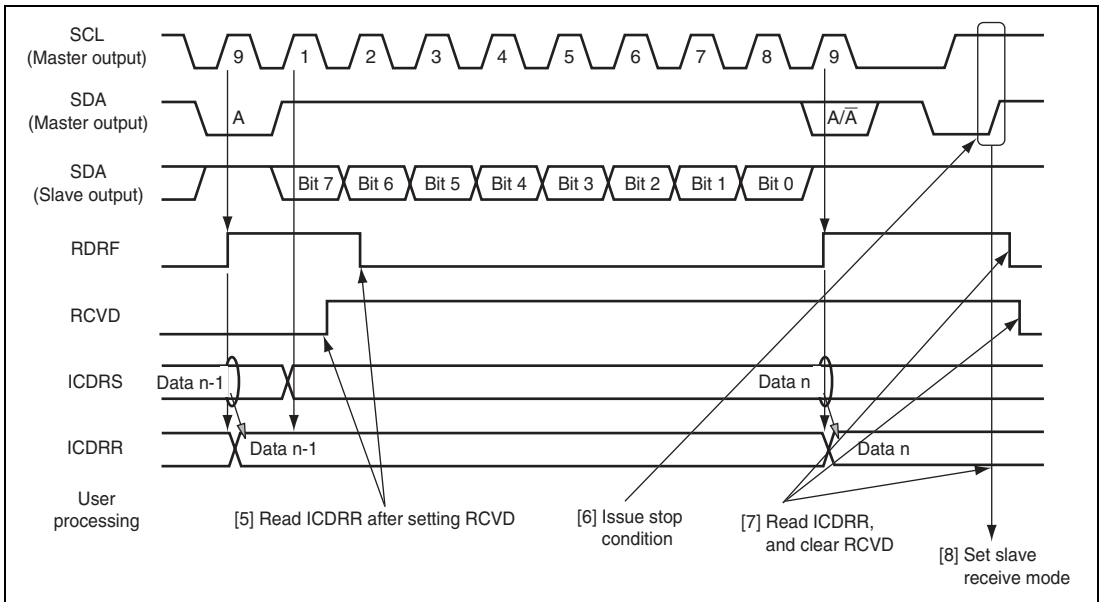 SCL
(Master output)
9 1 2 3 4 5 6 7 8 9
SDA
(Master output)
A A/A̅
SDA
(Slave output)
Bit 7 Bit 6 Bit 5 Bit 4 Bit 3 Bit 2 Bit 1 Bit 0
RDRF
RCVD
ICDRS Data n-1 Data n
ICDRR Data n-1 Data n
User
processing
[5] Read ICDRR after setting RCVD
[6] Issue stop
condition
[7] Read ICDRR,
and clear RCVD
[8] Set slave
receive mode